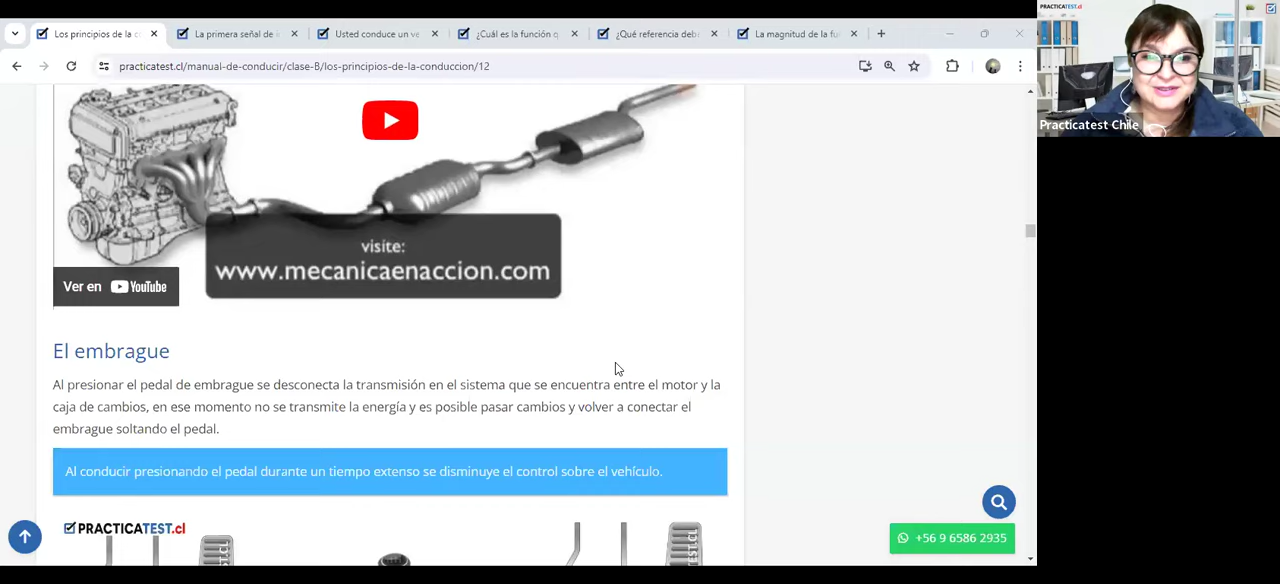 Los principios de la c
La primera señal de i
Usted conduce un ve
¿Cuál es la función q
¿Qué referencia deb
La magnitud de la fu
practicatest.cl/manual-de-conducir/clase-B/los-principios-de-la-conduccion/12
PRACTICATEST.cl
Practicatest Chile
visite:
www.mecanicaenaccion.com
Ver en YouTube
El embrague
Al presionar el pedal de embrague se desconecta la transmisión en el sistema que se encuentra entre el motor y la
caja de cambios, en ese momento no se transmite la energía y es posible pasar cambios y volver a conectar el
embrague soltando el pedal.
Al conducir presionando el pedal durante un tiempo extenso se disminuye el control sobre el vehículo.
PRACTICATEST.cl
+56 9 6586 2935